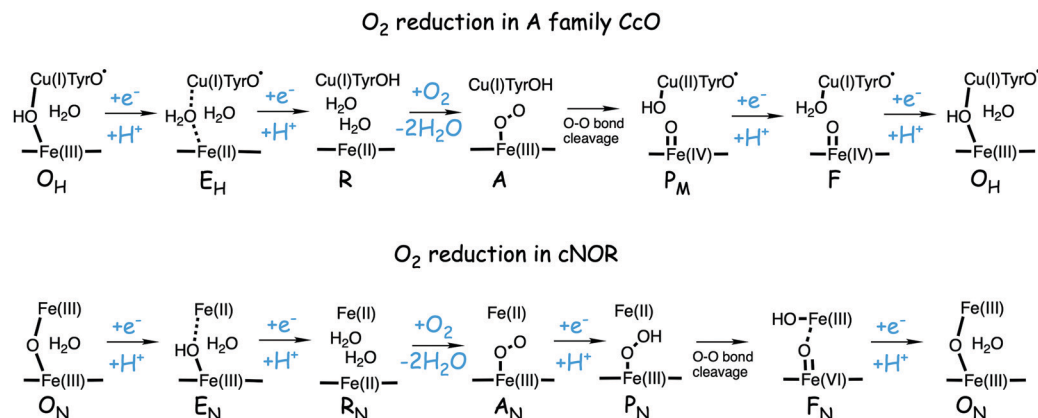 O2 reduction in A family CcO
Cu(I)TyrO• Cu(I)TyrO• Cu(I)TyrOH Cu(I)TyrOH Cu(II)TyrO• Cu(I)TyrO• Cu(I)TyrO•
HO H2O +e- H2O H2O +e- H2O +O2 O HO +e- H2O +e- HO H2O
+H+ +H+ H2O -2H2O O O-O bond O +H+ O +H+
cleavage
Fe(III) Fe(II) Fe(II) Fe(III) Fe(IV) Fe(IV) Fe(III)
OH EH R A PM F OH
O2 reduction in cNOR
Fe(III) Fe(II) Fe(II) Fe(II) Fe(II) HO Fe(III) Fe(III)
O H2O +e- HO H2O +e- H2O +O2 O +e- OH O O H2O
+H+ +H+ H2O -2H2O O +H+ O O-O bond +e-
cleavage +H+
Fe(III) Fe(III) Fe(II) Fe(III) Fe(III) Fe(VI) Fe(III)
ON EN RN AN PN FN ON